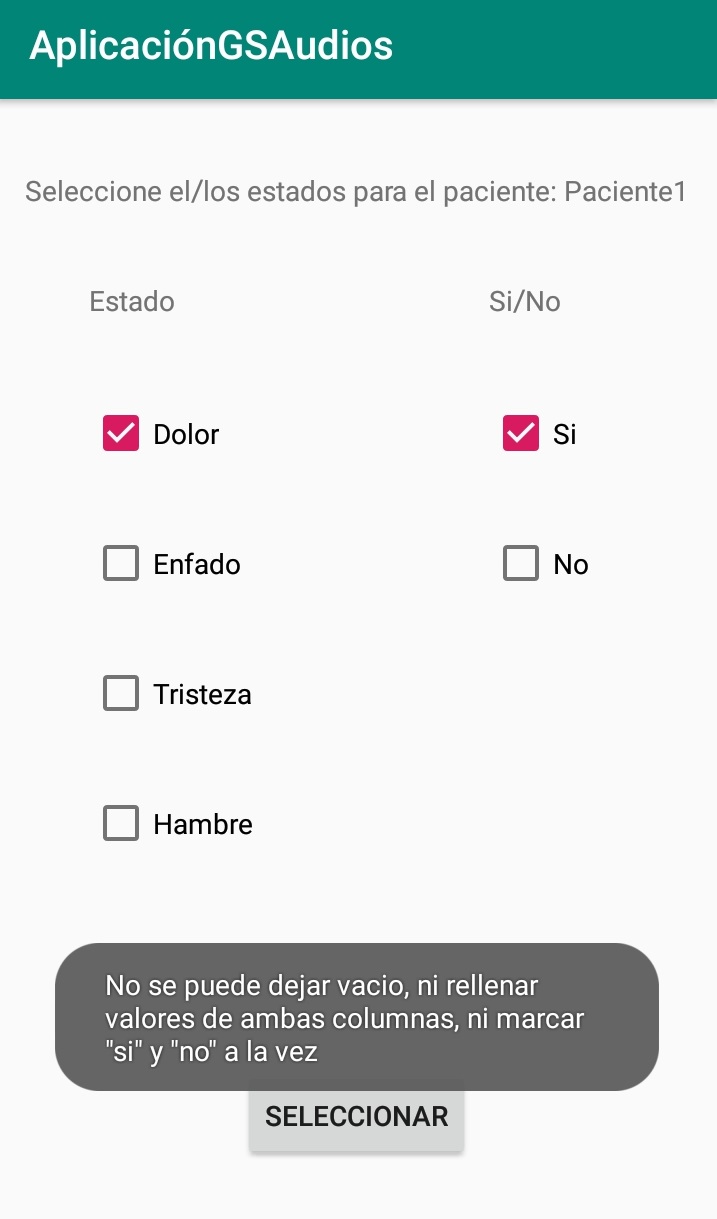 AplicaciónGSAudios
Seleccione el/los estados para el paciente: Paciente1
Estado
Si/No
Dolor
Si
Enfado
No
Tristeza
Hambre
No se puede dejar vacio, ni rellenar
valores de ambas columnas, ni marcar
"si" y "no" a la vez
SELECCIONAR